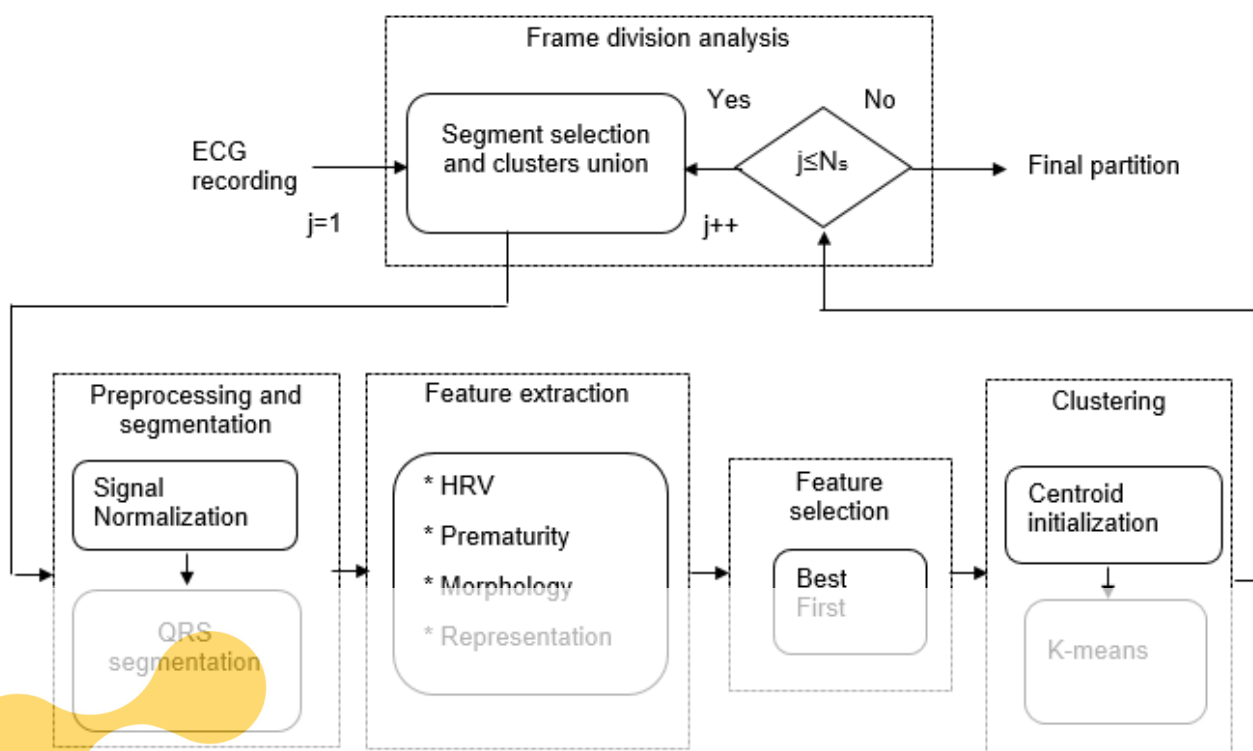 Frame division analysis
ECG
recording
j=1
Segment selection
and clusters union
Yes
No
j≤Ns
j++
Final partition
Preprocessing and
segmentation
Signal
Normalization
QRS
segmentation
Feature extraction
* HRV
* Prematurity
* Morphology
* Representation
Feature
selection
Best
First
Clustering
Centroid
initialization
K-means